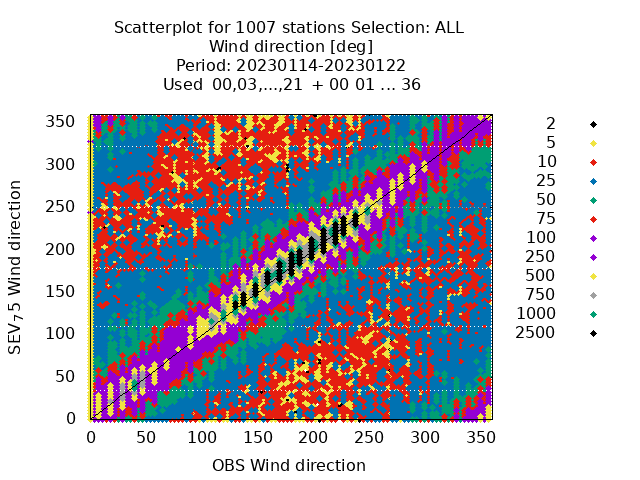 Scatterplot for 1007 stations Selection: ALL
Wind direction [deg]
Period: 20230114-20230122
Used 00,03,...,21 + 00 01 ... 36
SEV₇5 Wind direction
350
300
250
200
150
100
50
0
0 50 100 150 200 250 300 350
OBS Wind direction
2
5
10
25
50
75
100
250
500
750
1000
2500